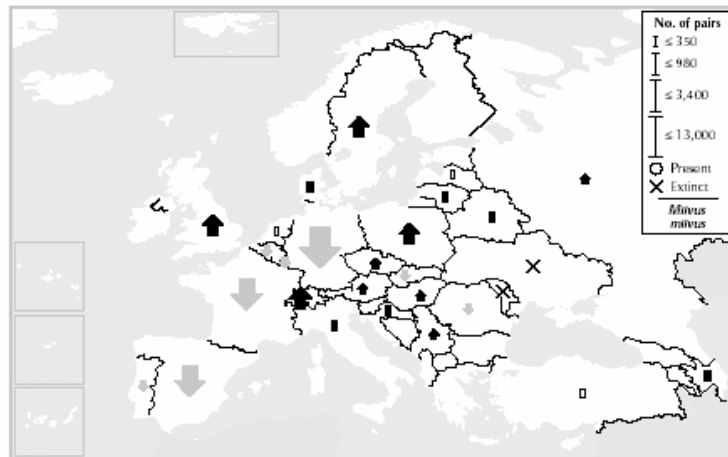 No. of pairs
≤ 350
≤ 980
≤ 3,400
≤ 13,000
Present
Extinct
Milvus
milvus